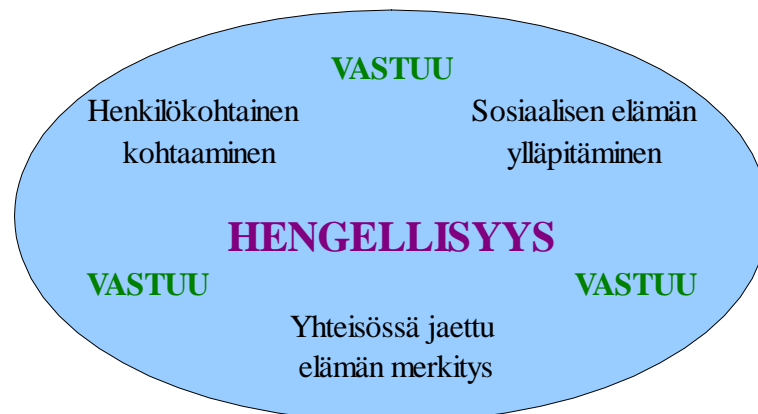 VASTUU
Henkilökohtainen
kohtaaminen
Sosiaalisen elämän
ylläpitäminen
HENGELLISYYS
VASTUU
VASTUU
Yhteisössä jaettu
elämän merkitys